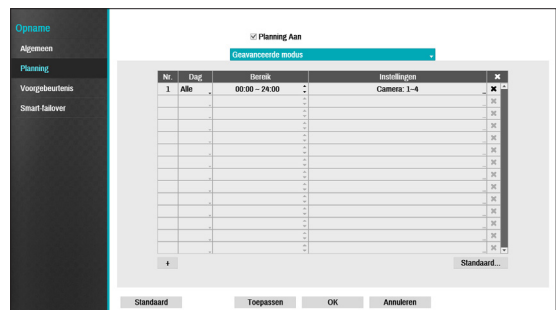 Opname
Algemeen
Planning
Voorgebeurtenis
Smart-failover
Planning Aan
Geavanceerde modus
Nr. Dag Bereik Instellingen
1 Alle 00:00 ~ 24:00 Camera: 1~4
+
Standaard...
Standaard Toepassen OK Annuleren